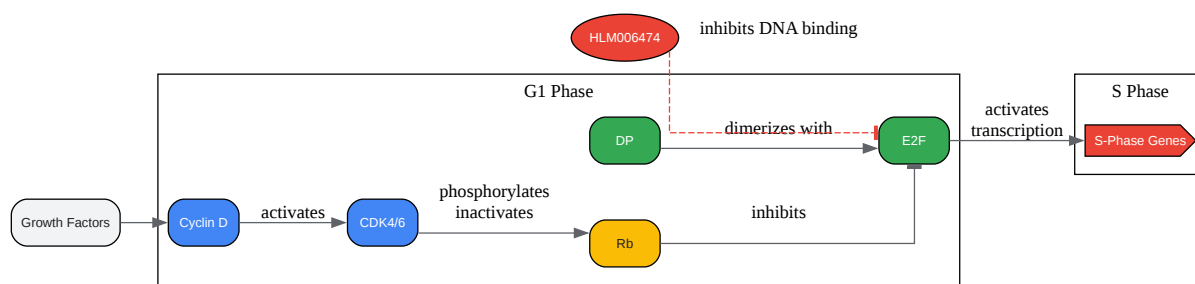 HLM006474
inhibits DNA binding
G1 Phase
S Phase
DP
dimerizes with
E2F
activates
transcription
S-Phase Genes
Growth Factors
Cyclin D
activates
CDK4/6
phosphorylates
inactivates
Rb
inhibits